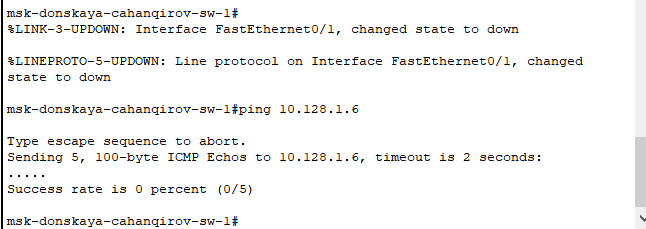 msk-donskaya-cahanqirov-sw-1#
%LINK-3-UPDOWN: Interface FastEthernet0/1, changed state to down
%LINEPROTO-5-UPDOWN: Line protocol on Interface FastEthernet0/1, changed
state to down
msk-donskaya-cahanqirov-sw-1#ping 10.128.1.6
Type escape sequence to abort.
Sending 5, 100-byte ICMP Echos to 10.128.1.6, timeout is 2 seconds:
.....
Success rate is 0 percent (0/5)
msk-donskaya-cahanqirov-sw-1#